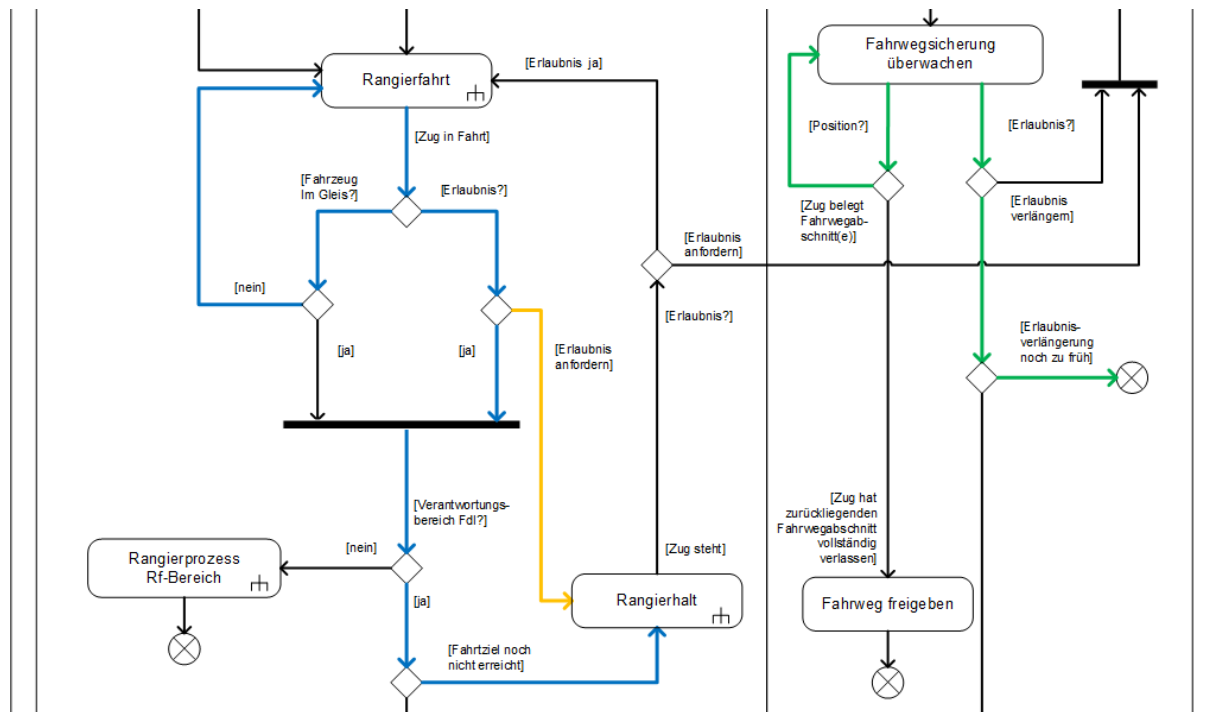 Rangierfahrt
[Erlaubnis ja]
[Zug in Fahrt]
[Fahrzeug
Im Gleis?]
[Erlaubnis?]
[nein]
[ja]
[ja]
[Erlaubnis
anfordern]
[Erlaubnis
anfordern]
[Erlaubnis?]
[Verantwortungs-
bereich Fdl?]
[nein]
Rangierprozess
Rf-Bereich
[ja]
[Zug steht]
Rangierhalt
[Fahrtziel noch
nicht erreicht]
Fahrwegsicherung
überwachen
[Position?]
[Erlaubnis?]
[Zug belegt
Fahrwegab-
schnitt(e)]
[Erlaubnis
verlängern]
[Erlaubnis-
verlängerung
noch zu früh]
[Zug hat
zurückliegenden
Fahrwegabschnitt
vollständig
verlassen]
Fahrweg freigeben